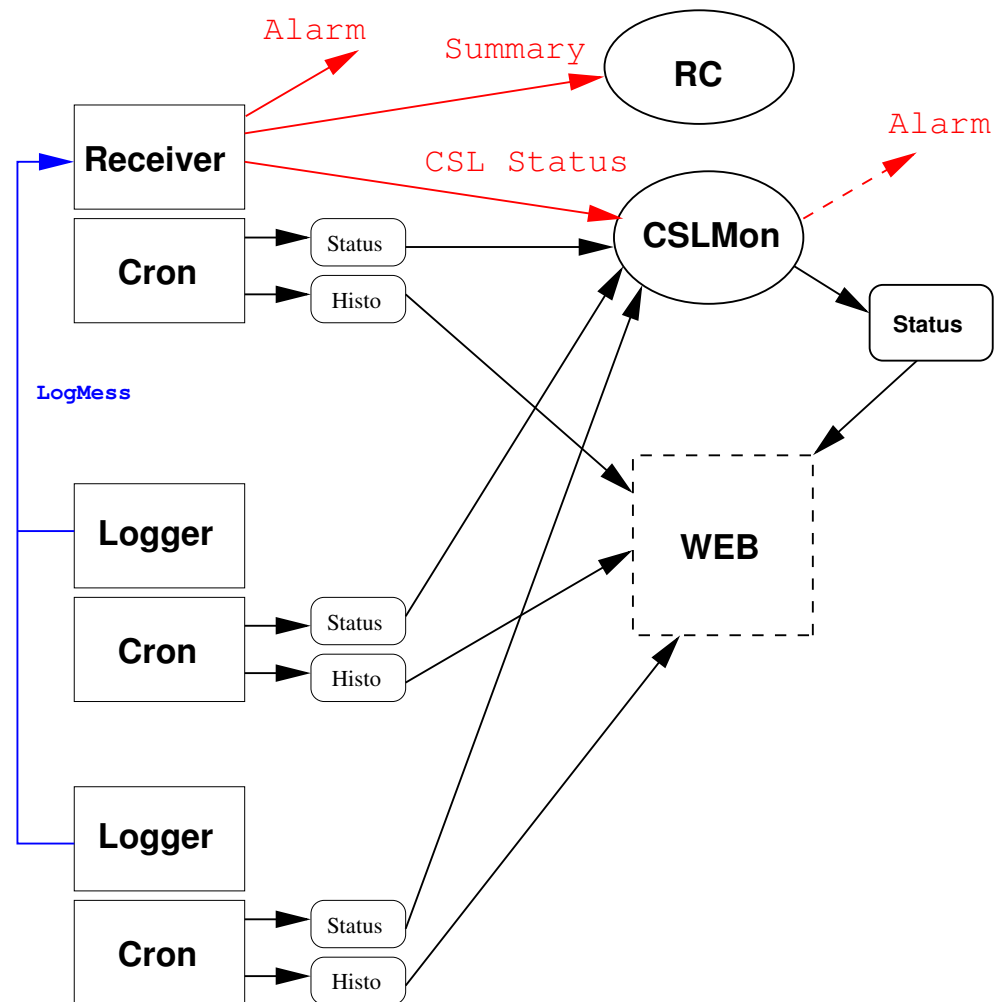 Alarm
Summary
RC
Alarm
Receiver
CSL Status
CSLMon
Cron
Status
Histo
Status
LogMess
Logger
WEB
Cron
Status
Histo
Logger
Cron
Status
Histo